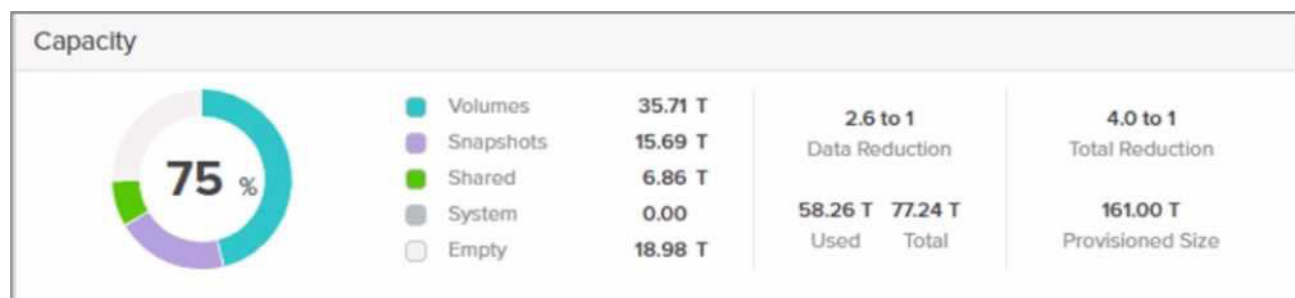 Capacity
75 %
Volumes 35.71 T
Snapshots 15.69 T
Shared 6.86 T
System 0.00
Empty 18.98 T
2.6 to 1
Data Reduction
58.26 T 77.24 T
Used Total
4.0 to 1
Total Reduction
161.00 T
Provisioned Size